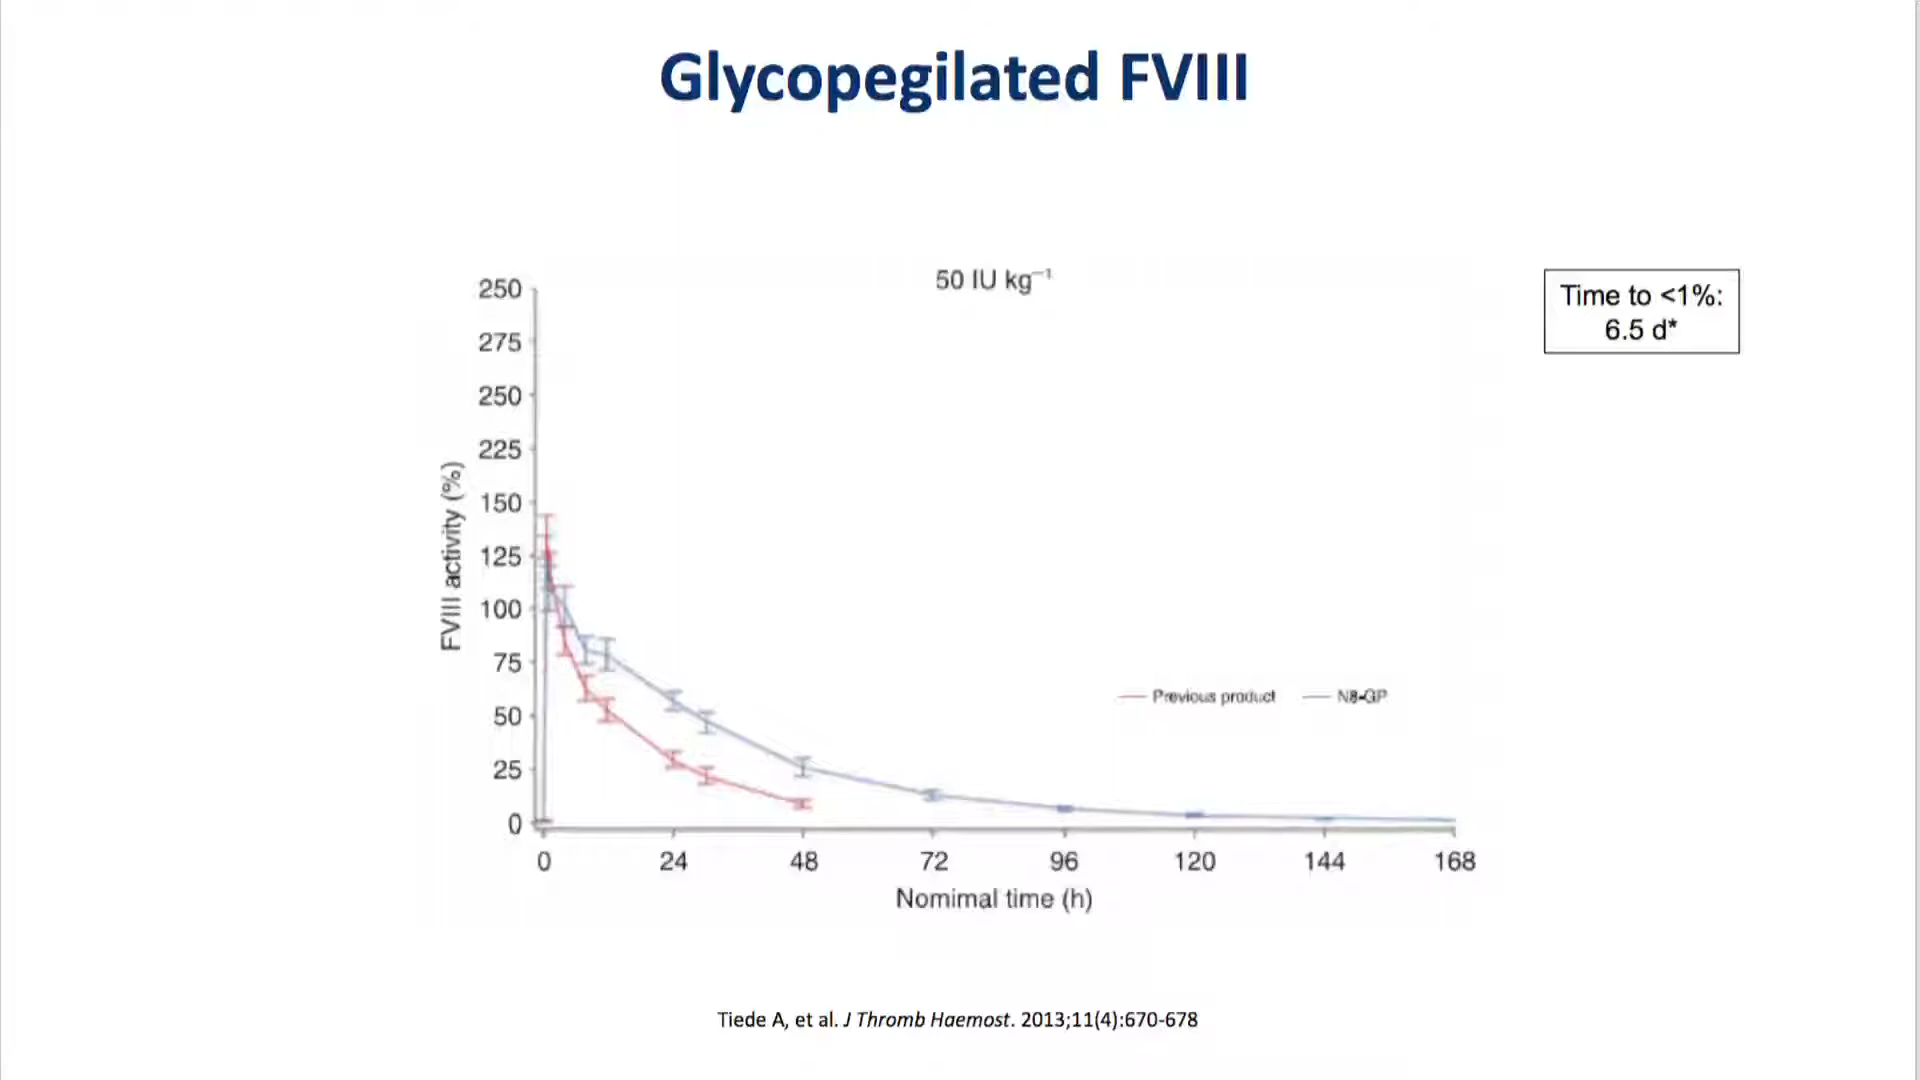 Glycopegilated FVIII
50 IU kg⁻¹
Time to <1%:
6.5 d*
250
275
250
225
150
125
100
75
50
25
0
FVIII activity (%)
Previous product
N8-GP
0 24 48 72 96 120 144 168
Nomimal time (h)
Tiede A, et al. J Thromb Haemost. 2013;11(4):670-678